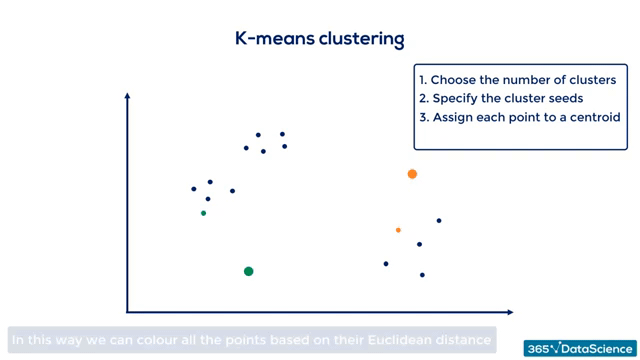 K-means clustering
1. Choose the number of clusters
2. Specify the cluster seeds
3. Assign each point to a centroid
In this way we can colour all the points based on their Euclidean distance
365 DataScience